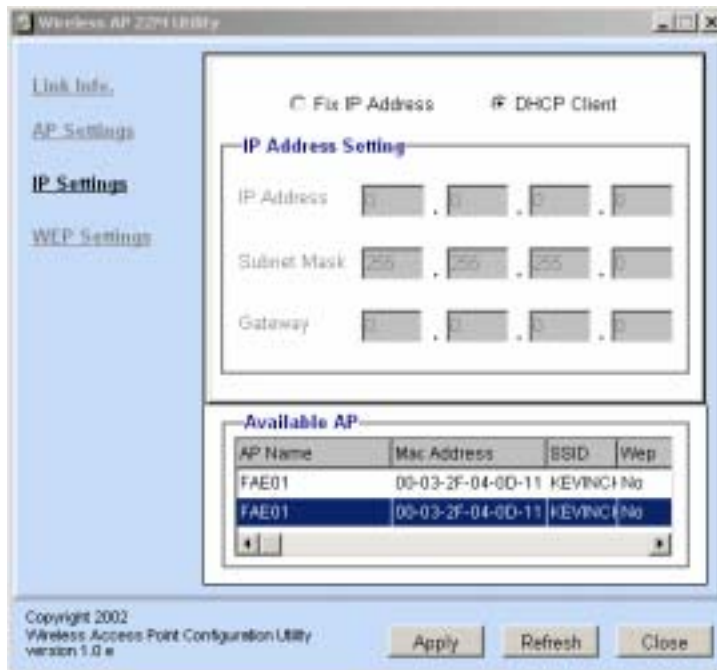 Wireless AP 22M Utility
Link Info.
AP Settings
IP Settings
WEP Settings
Fix IP Address DHCP Client
IP Address Setting
IP Address 0 . 0 . 0 . 0
Subnet Mask 255 . 255 . 255 . 0
Gateway 0 . 0 . 0 . 0
Available AP
AP Name Mac Address SSID Wep
FAE01 00-03-2F-04-0D-11 KEVINCH No
FAE01 00-03-2F-04-0D-11 KEVINCH No
Copyright 2002
Wireless Access Point Configuration Utility
version 1.0 e
Apply Refresh Close